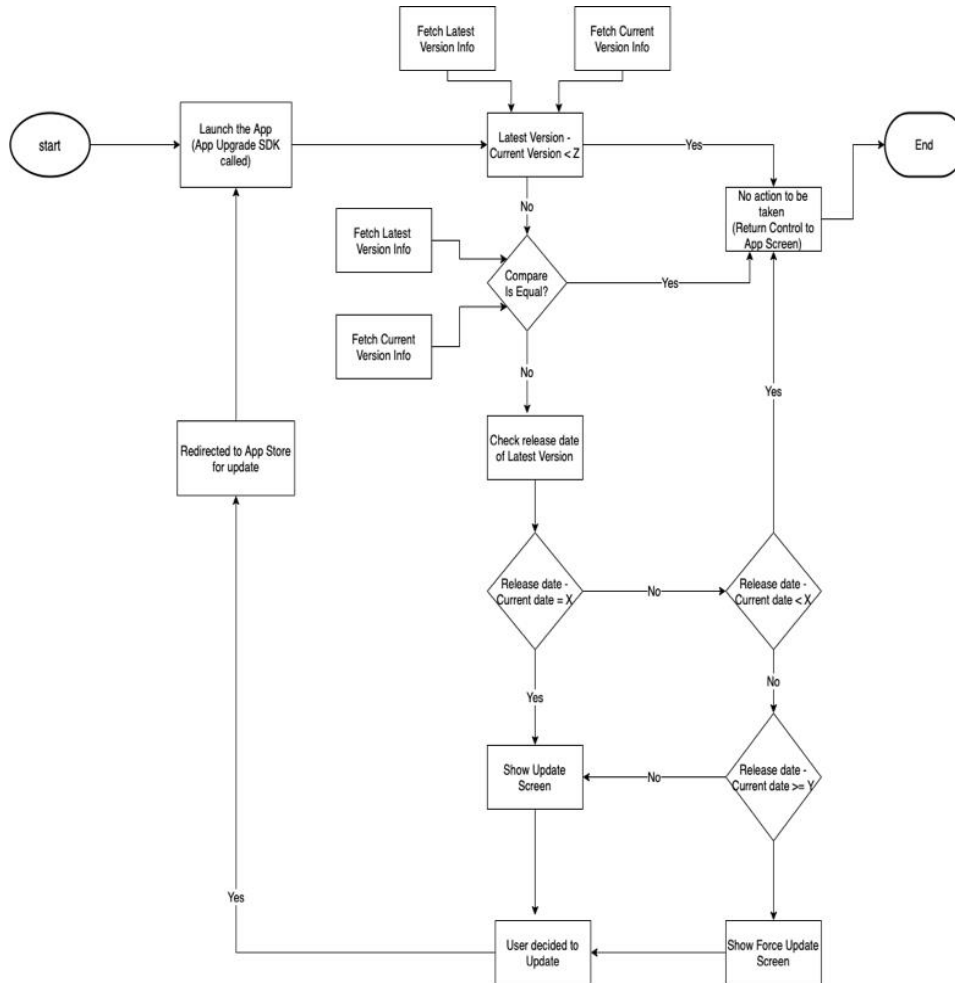 Fetch Latest
Version Info
Fetch Current
Version Info
start
Launch the App
(App Upgrade SDK
called)
Latest Version -
Current Version < Z
Yes
End
No action to be
taken
(Return Control to
App Screen)
No
Fetch Latest
Version Info
Compare
Is Equal?
Yes
Fetch Current
Version Info
No
Yes
Check release date
of Latest Version
Redirected to App Store
for update
Release date -
Current date = X
No
Release date -
Current date < X
Yes
No
Show Update
Screen
No
Release date -
Current date >= Y
Yes
User decided to
Update
Show Force Update
Screen